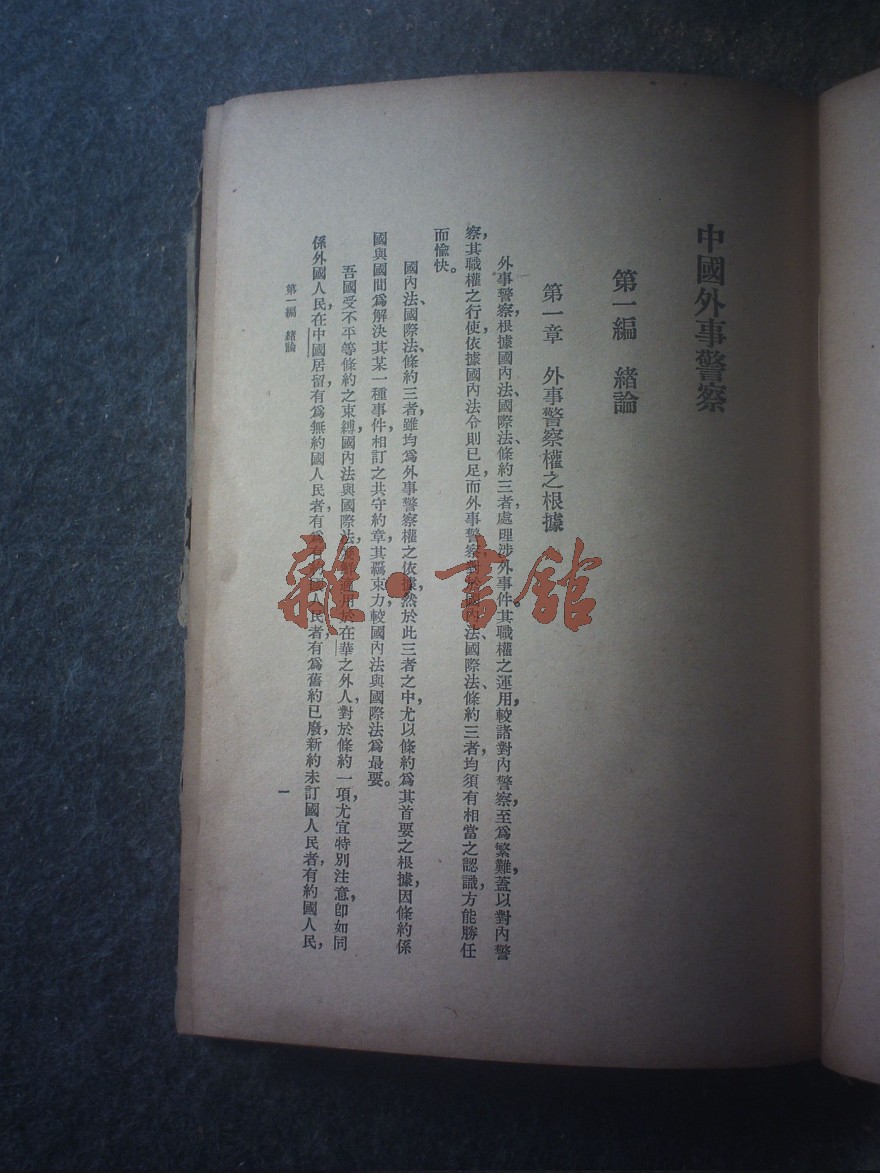 中國外事警察
第一編　緒論
第一章　外事警察權之根據
外事警察，根據國內法、國際法、條約三者，處理涉外事件。其職權之運用，較諸對內警察，至爲繁難，蓋以對內警
察，其職權之行使，依據國內法令則已足，而外事警察對於國內法、國際法、條約三者，均須有相當之認識，方能勝任
而愉快。
國內法、國際法、條約三者，雖均爲外事警察權之依據，然於此三者之中，尤以條約爲其首要之根據，因條約係
國與國間爲解決其某一種事件，相訂之共守約章，其羈束力，較國內法與國際法爲最要。
吾國受不平等條約之束縛，國內法與國際法適用於在華之外人，對於條約一項，尤宜特別注意，卽如同
係外國人民，在中國居留，有爲無約國人民者，有爲有約國人民者，有爲舊約已廢，新約未訂國人民者，有約國人民，
第一編　緒論
一
雜·書館